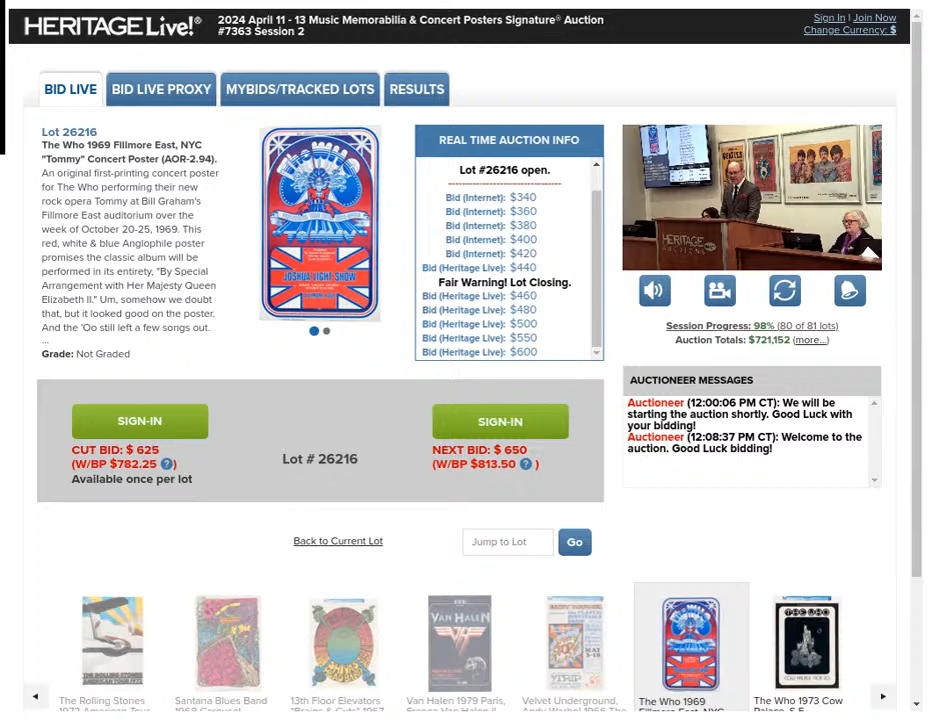 HERITAGE Live!®
2024 April 11 - 13 Music Memorabilia & Concert Posters Signature® Auction
#7363 Session 2
Sign In | Join Now
Change Currency: $
BID LIVE
BID LIVE PROXY
MYBIDS/TRACKED LOTS
RESULTS
Lot 26216
The Who 1969 Fillmore East, NYC
"Tommy" Concert Poster (AOR-2.94).
An original first-printing concert poster
for The Who performing their new
rock opera Tommy at Bill Graham's
Fillmore East auditorium over the
week of October 20-25, 1969. This
red, white & blue Anglophile poster
promises the classic album will be
performed in its entirety, "By Special
Arrangement with Her Majesty Queen
Elizabeth II." Um, somehow we doubt
that, but it looked good on the poster.
And the 'Oo still left a few songs out.
...
Grade: Not Graded
JOSHUA LIGHT SHOW
REAL TIME AUCTION INFO
Lot #26216 open.
Bid (Internet): $340
Bid (Internet): $360
Bid (Internet): $380
Bid (Internet): $400
Bid (Internet): $420
Bid (Heritage Live): $440
Fair Warning! Lot Closing.
Bid (Heritage Live): $460
Bid (Heritage Live): $480
Bid (Heritage Live): $500
Bid (Heritage Live): $550
Bid (Heritage Live): $600
HERITAGE
AUCTIONS
Session Progress: 98% (80 of 81 lots)
Auction Totals: $721,152 (more...)
AUCTIONEER MESSAGES
Auctioneer (12:00:06 PM CT): We will be
starting the auction shortly. Good Luck with
your bidding!
Auctioneer (12:08:37 PM CT): Welcome to the
auction. Good Luck bidding!
SIGN-IN
CUT BID: $ 625
(W/BP $782.25 ?)
Available once per lot
Lot # 26216
SIGN-IN
NEXT BID: $ 650
(W/BP $813.50 ? )
Back to Current Lot
Jump to Lot
Go
VAN HALEN
The Rolling Stones
Santana Blues Band
13th Floor Elevators
Van Halen 1979 Paris,
Velvet Underground,
The Who 1969
The Who 1973 Cow